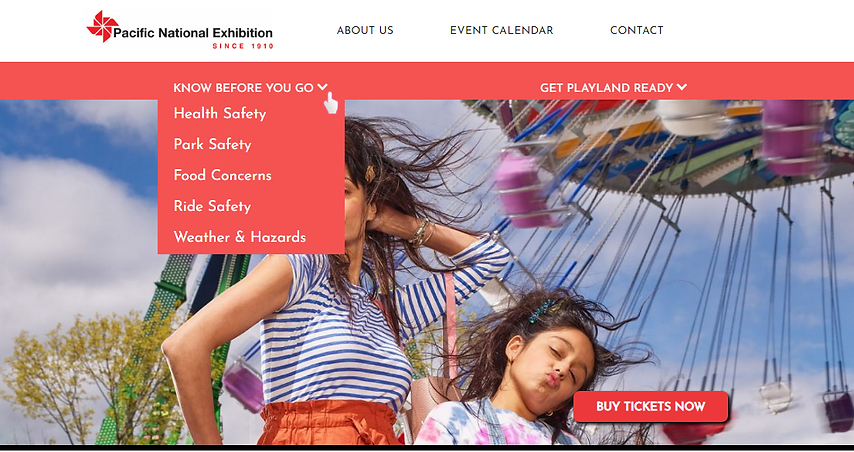 Pacific National Exhibition
SINCE 1910
ABOUT US
EVENT CALENDAR
CONTACT
KNOW BEFORE YOU GO
GET PLAYLAND READY
Health Safety
Park Safety
Food Concerns
Ride Safety
Weather & Hazards
BUY TICKETS NOW